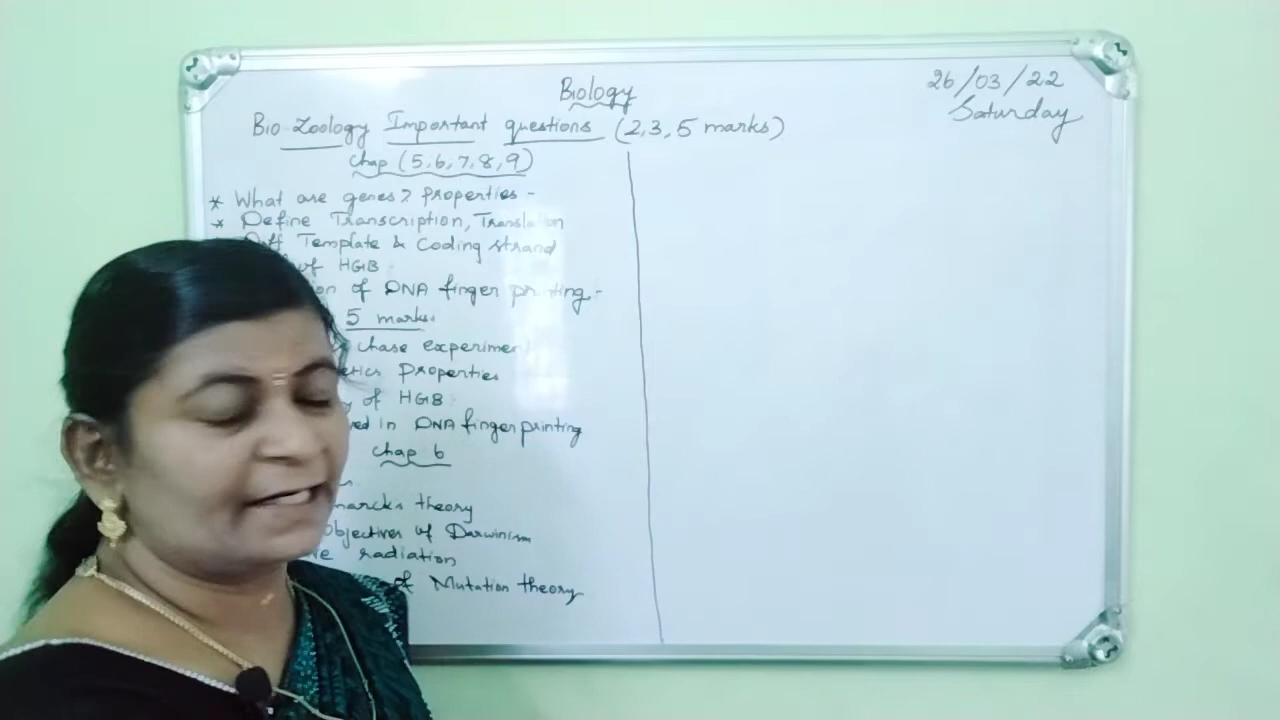 Biology
26/03/22
Saturday
Bio-Zoology Important questions (2,3,5 marks)
Chap (5,6,7,8,9)
* What are genes? Properties -
* Define Transcription, Translation
Template & Coding strand
of HGB
of DNA finger printing -
5 marks
chase experiment
Properties
of HGB
in DNA fingerprinting
Chap 6
theory
Objectives of Darwinism
radiation
of Mutation theory